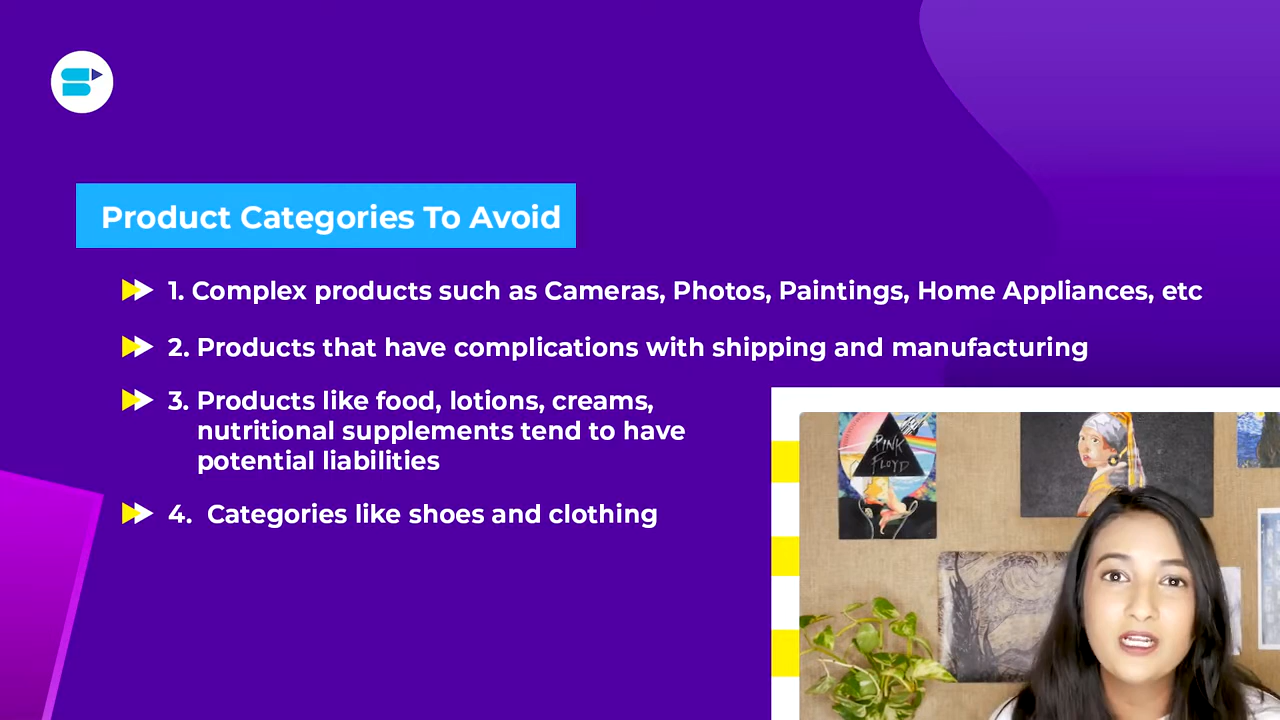 Product Categories To Avoid
1. Complex products such as Cameras, Photos, Paintings, Home Appliances, etc
2. Products that have complications with shipping and manufacturing
3. Products like food, lotions, creams,
nutritional supplements tend to have
potential liabilities
4. Categories like shoes and clothing
PINK
FLOYD